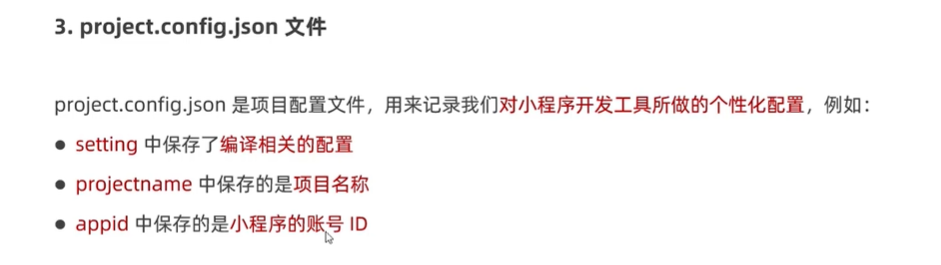 3. project.config.json 文件
project.config.json 是项目配置文件，用来记录我们对小程序开发工具所做的个性化配置，例如：
● setting 中保存了编译相关的配置
● projectname 中保存的是项目名称
● appid 中保存的是小程序的账号 ID